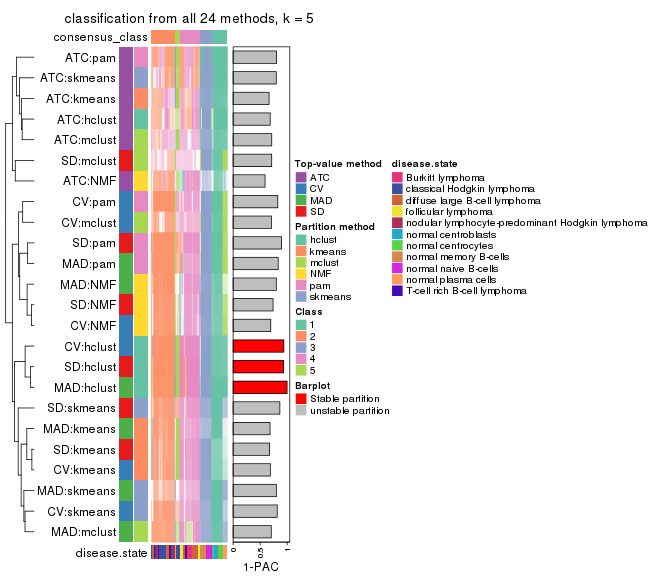 classification from all 24 methods, k = 5
consensus_class
ATC:pam
ATC:skmeans
ATC:kmeans
ATC:hclust
ATC:mclust
SD:mclust
ATC:NMF
CV:pam
CV:mclust
SD:pam
MAD:pam
MAD:NMF
SD:NMF
CV:NMF
CV:hclust
SD:hclust
MAD:hclust
SD:skmeans
MAD:kmeans
SD:kmeans
CV:kmeans
MAD:skmeans
CV:skmeans
MAD:mclust
disease.state
0
0.5
1
1-PAC
Top-value method
ATC
CV
MAD
SD
Partition method
hclust
kmeans
mclust
NMF
pam
skmeans
Class
1
2
3
4
5
Barplot
Stable partition
unstable partition
disease.state
Burkitt lymphoma
classical Hodgkin lymphoma
diffuse large B-cell lymphoma
follicular lymphoma
nodular lymphocyte-predominant Hodgkin lymphoma
normal centroblasts
normal centrocytes
normal memory B-cells
normal naive B-cells
normal plasma cells
T-cell rich B-cell lymphoma